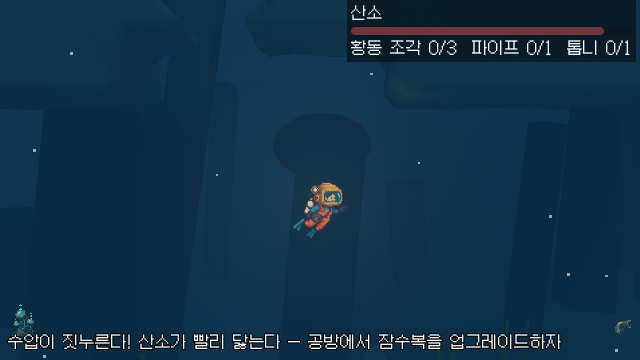 산소
황동 조각 0/3 파이프 0/1 톱니 0/1
수압이 짓누른다! 산소가 빨리 닳는다 – 공방에서 잠수복을 업그레이드하자